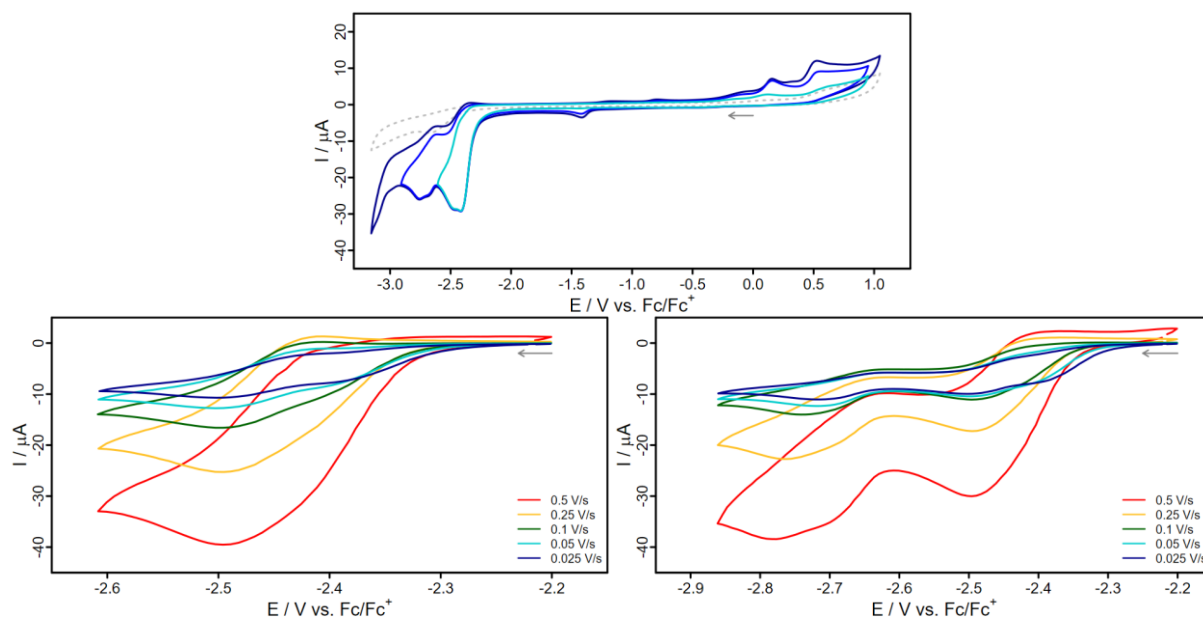 20
10
0
-10
-20
-30
-40
I / μA
-3.0 -2.5 -2.0 -1.5 -1.0 -0.5 0.0 0.5 1.0
E / V vs. Fc/Fc⁺
0
-10
-20
-30
-40
I / μA
0.5 V/s
0.25 V/s
0.1 V/s
0.05 V/s
0.025 V/s
-2.6 -2.5 -2.4 -2.3 -2.2
E / V vs. Fc/Fc⁺
0
-10
-20
-30
-40
I / μA
0.5 V/s
0.25 V/s
0.1 V/s
0.05 V/s
0.025 V/s
-2.9 -2.8 -2.7 -2.6 -2.5 -2.4 -2.3 -2.2
E / V vs. Fc/Fc⁺